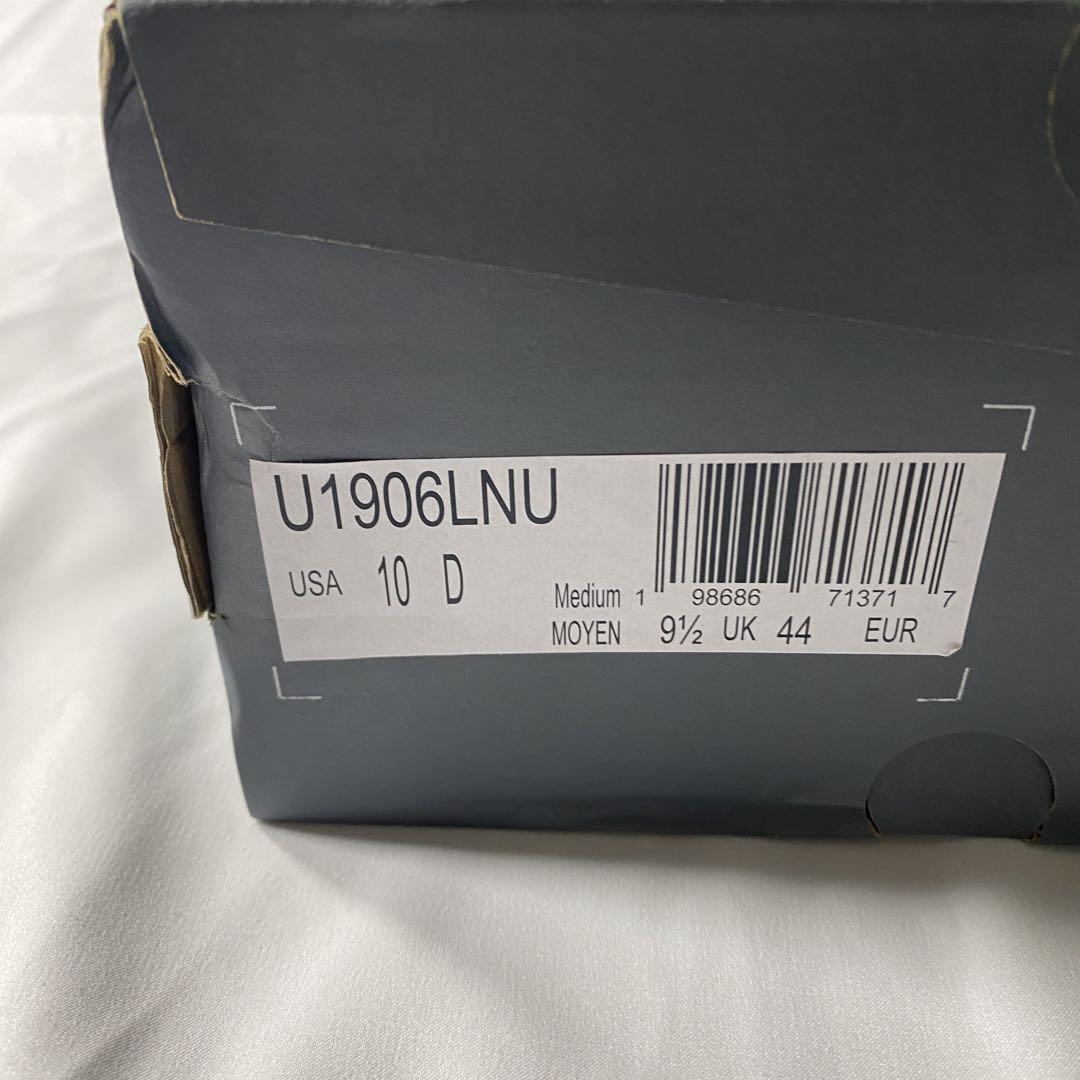 U1906LNU
USA 10 D
Medium 1 98686 71371 7
MOYEN 9½ UK 44 EUR